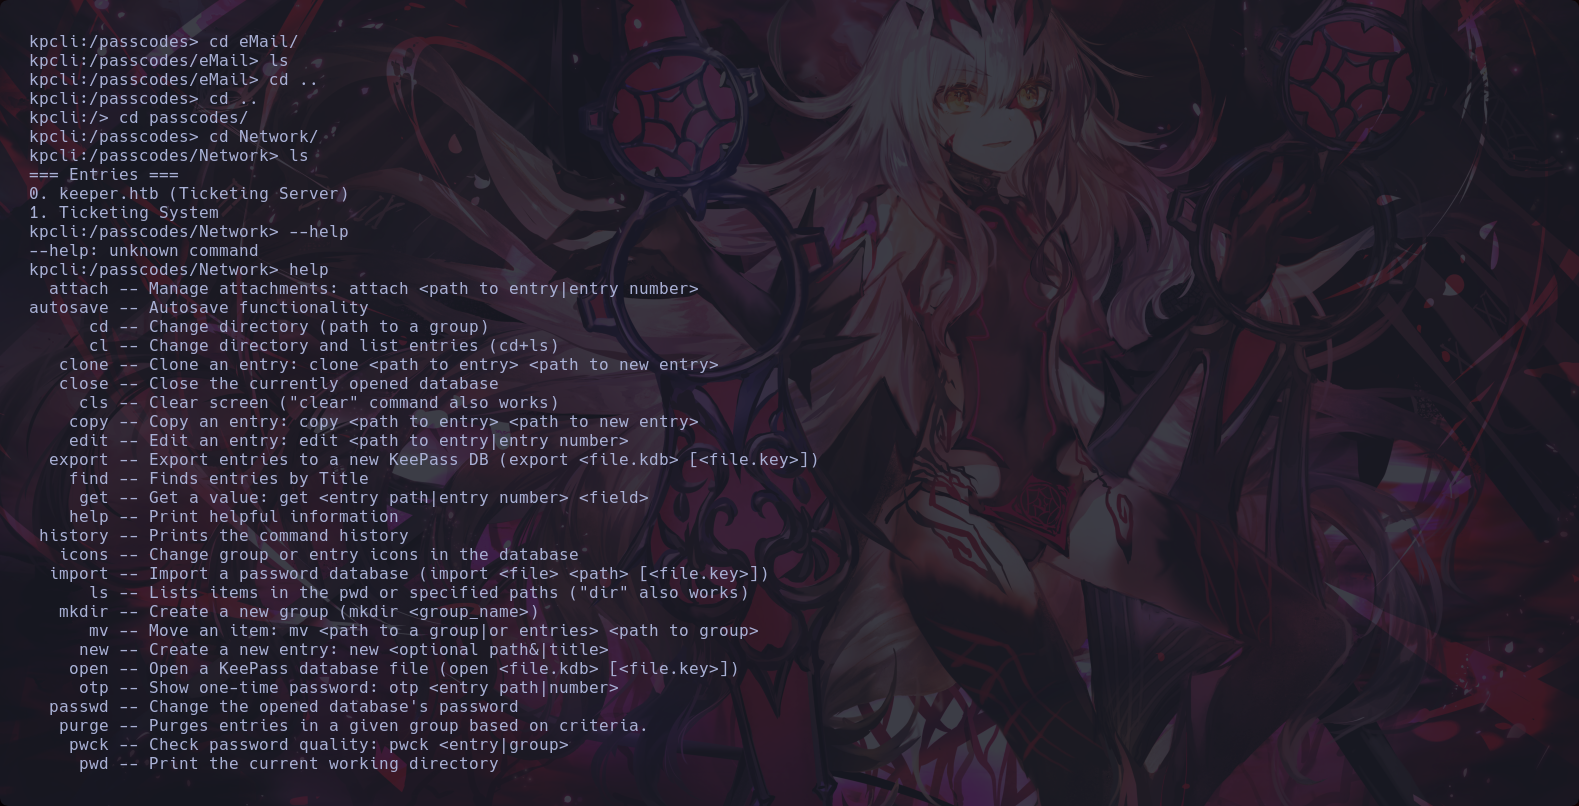 kpcli:/passcodes> cd eMail/
kpcli:/passcodes/eMail> ls
kpcli:/passcodes/eMail> cd ..
kpcli:/passcodes> cd ..
kpcli:/> cd passcodes/
kpcli:/passcodes> cd Network/
kpcli:/passcodes/Network> ls
=== Entries ===
0. keeper.htb (Ticketing Server)
1. Ticketing System
kpcli:/passcodes/Network> --help
--help: unknown command
kpcli:/passcodes/Network> help
  attach -- Manage attachments: attach <path to entry|entry number>
autosave -- Autosave functionality
      cd -- Change directory (path to a group)
      cl -- Change directory and list entries (cd+ls)
   clone -- Clone an entry: clone <path to entry> <path to new entry>
   close -- Close the currently opened database
     cls -- Clear screen ("clear" command also works)
    copy -- Copy an entry: copy <path to entry> <path to new entry>
    edit -- Edit an entry: edit <path to entry|entry number>
  export -- Export entries to a new KeePass DB (export <file.kdb> [<file.key>])
    find -- Finds entries by Title
     get -- Get a value: get <entry path|entry number> <field>
    help -- Print helpful information
 history -- Prints the command history
   icons -- Change group or entry icons in the database
  import -- Import a password database (import <file> <path> [<file.key>])
      ls -- Lists items in the pwd or specified paths ("dir" also works)
   mkdir -- Create a new group (mkdir <group_name>)
      mv -- Move an item: mv <path to a group|or entries> <path to group>
     new -- Create a new entry: new <optional path&|title>
    open -- Open a KeePass database file (open <file.kdb> [<file.key>])
     otp -- Show one-time password: otp <entry path|number>
  passwd -- Change the opened database's password
   purge -- Purges entries in a given group based on criteria.
    pwck -- Check password quality: pwck <entry|group>
     pwd -- Print the current working directory